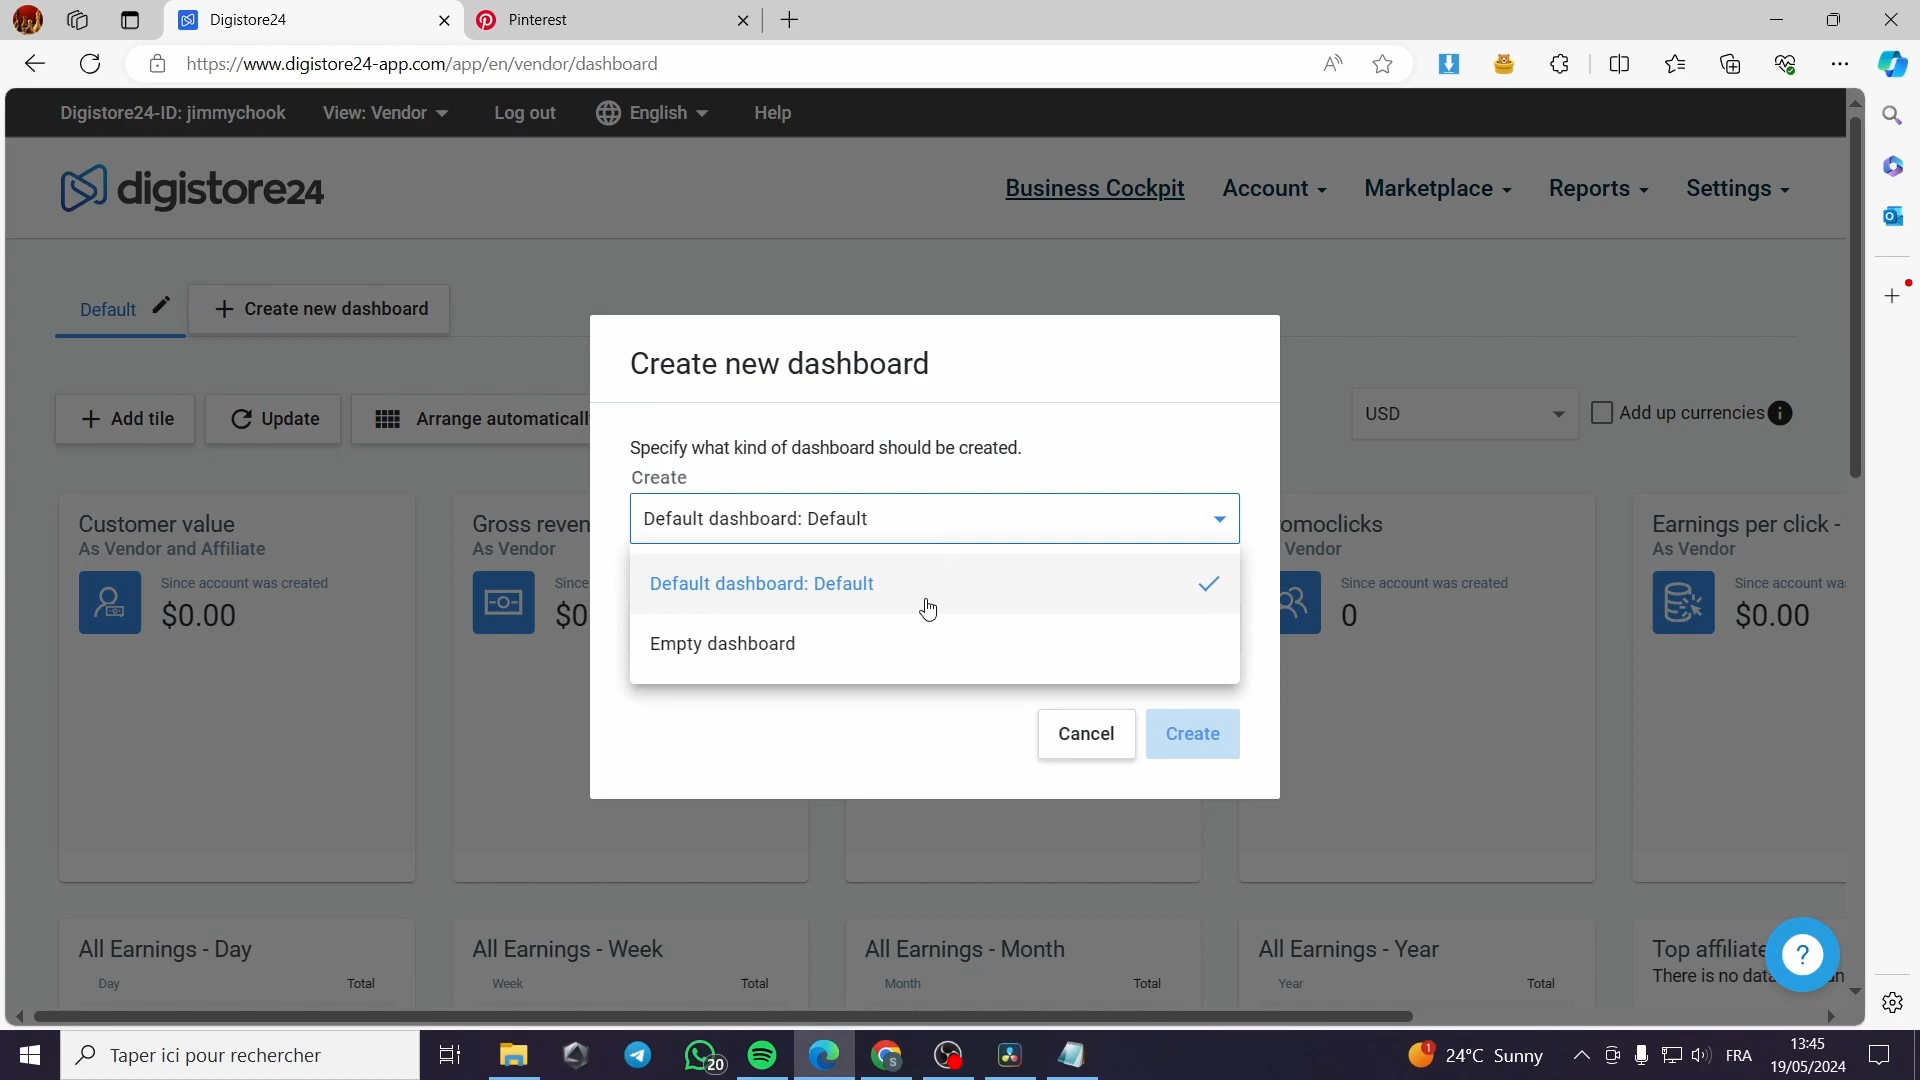 Digistore24
Pinterest
https://www.digistore24-app.com/app/en/vendor/dashboard
Digistore24-ID: jimmychook
View: Vendor
Log out
English
Help
digistore24
Business Cockpit
Account
Marketplace
Reports
Settings
Default
Create new dashboard
Add tile
Update
Arrange automaticall
USD
Add up currencies
Create new dashboard
Specify what kind of dashboard should be created.
Create
Default dashboard: Default
Default dashboard: Default
Empty dashboard
Cancel
Create
Customer value
As Vendor and Affiliate
Since account was created
$0.00
Gross reven
As Vendor
Since
$0
omoclicks
Vendor
Since account was created
0
Earnings per click -
As Vendor
Since account wa
$0.00
All Earnings - Day
Day Total
All Earnings - Week
Week Total
All Earnings - Month
Month Total
All Earnings - Year
Year Total
Top affiliate
There is no data
?
Taper ici pour rechercher
20
1
24°C Sunny
FRA
13:45
19/05/2024